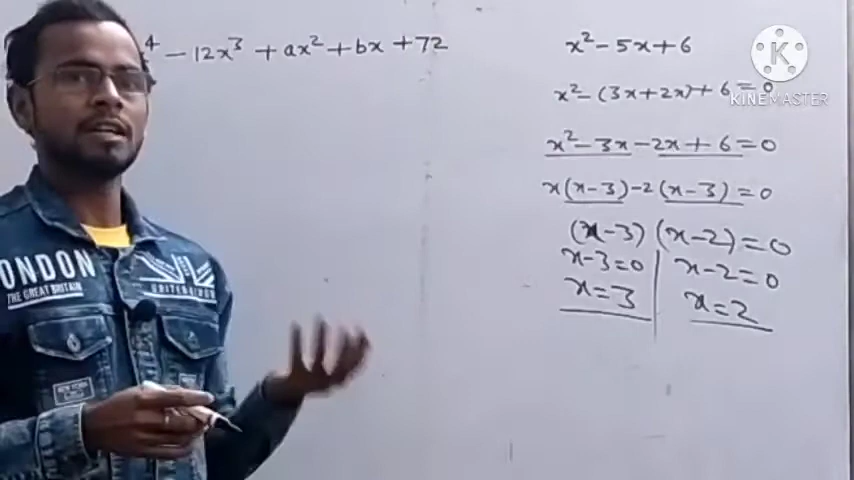 ⁴ - 12x³ + ax² + bx + 72
x² - 5x + 6
x² - (3x + 2x) + 6 = 0
x² - 3x - 2x + 6 = 0
x(x-3) - 2(x-3) = 0
(x-3) (x-2) = 0
x-3=0 | x-2=0
x=3 | x=2
KINEMASTER
LONDON
THE GREAT BRITAIN
UK
NEW YORK